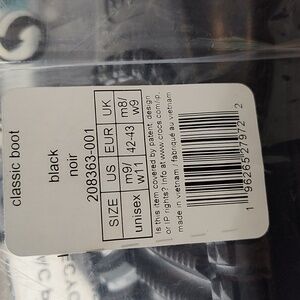 classic boot
black
noir
208363-001
SIZE US EUR UK
unisex m9/ w11 42-43 m8/ w9
Is this item covered by patent, design
or IP rights? Info at www.crocs.com/ip.
made in vietnam / fabriqué au vietnam
1 98265 27972 2